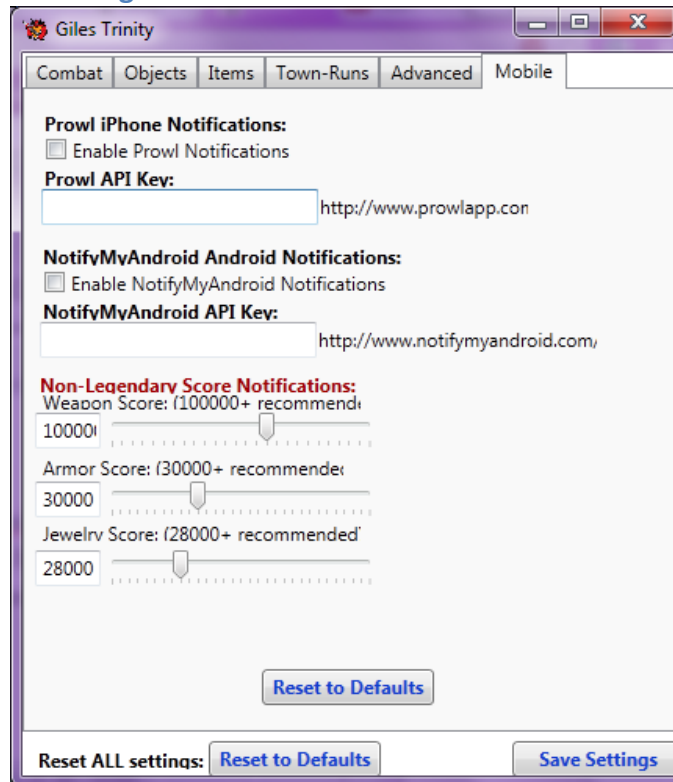 Giles Trinity
Combat Objects Items Town-Runs Advanced Mobile
Prowl iPhone Notifications:
Enable Prowl Notifications
Prowl API Key:
http://www.prowlapp.con
NotifyMyAndroid Android Notifications:
Enable NotifyMyAndroid Notifications
NotifyMyAndroid API Key:
http://www.notifymyandroid.com/
Non-Legendary Score Notifications:
Weapon Score: (100000+ recommende
10000
Armor Score: (30000+ recommended
30000
Jewelry Score: (28000+ recommended)
28000
Reset to Defaults
Reset ALL settings: Reset to Defaults Save Settings